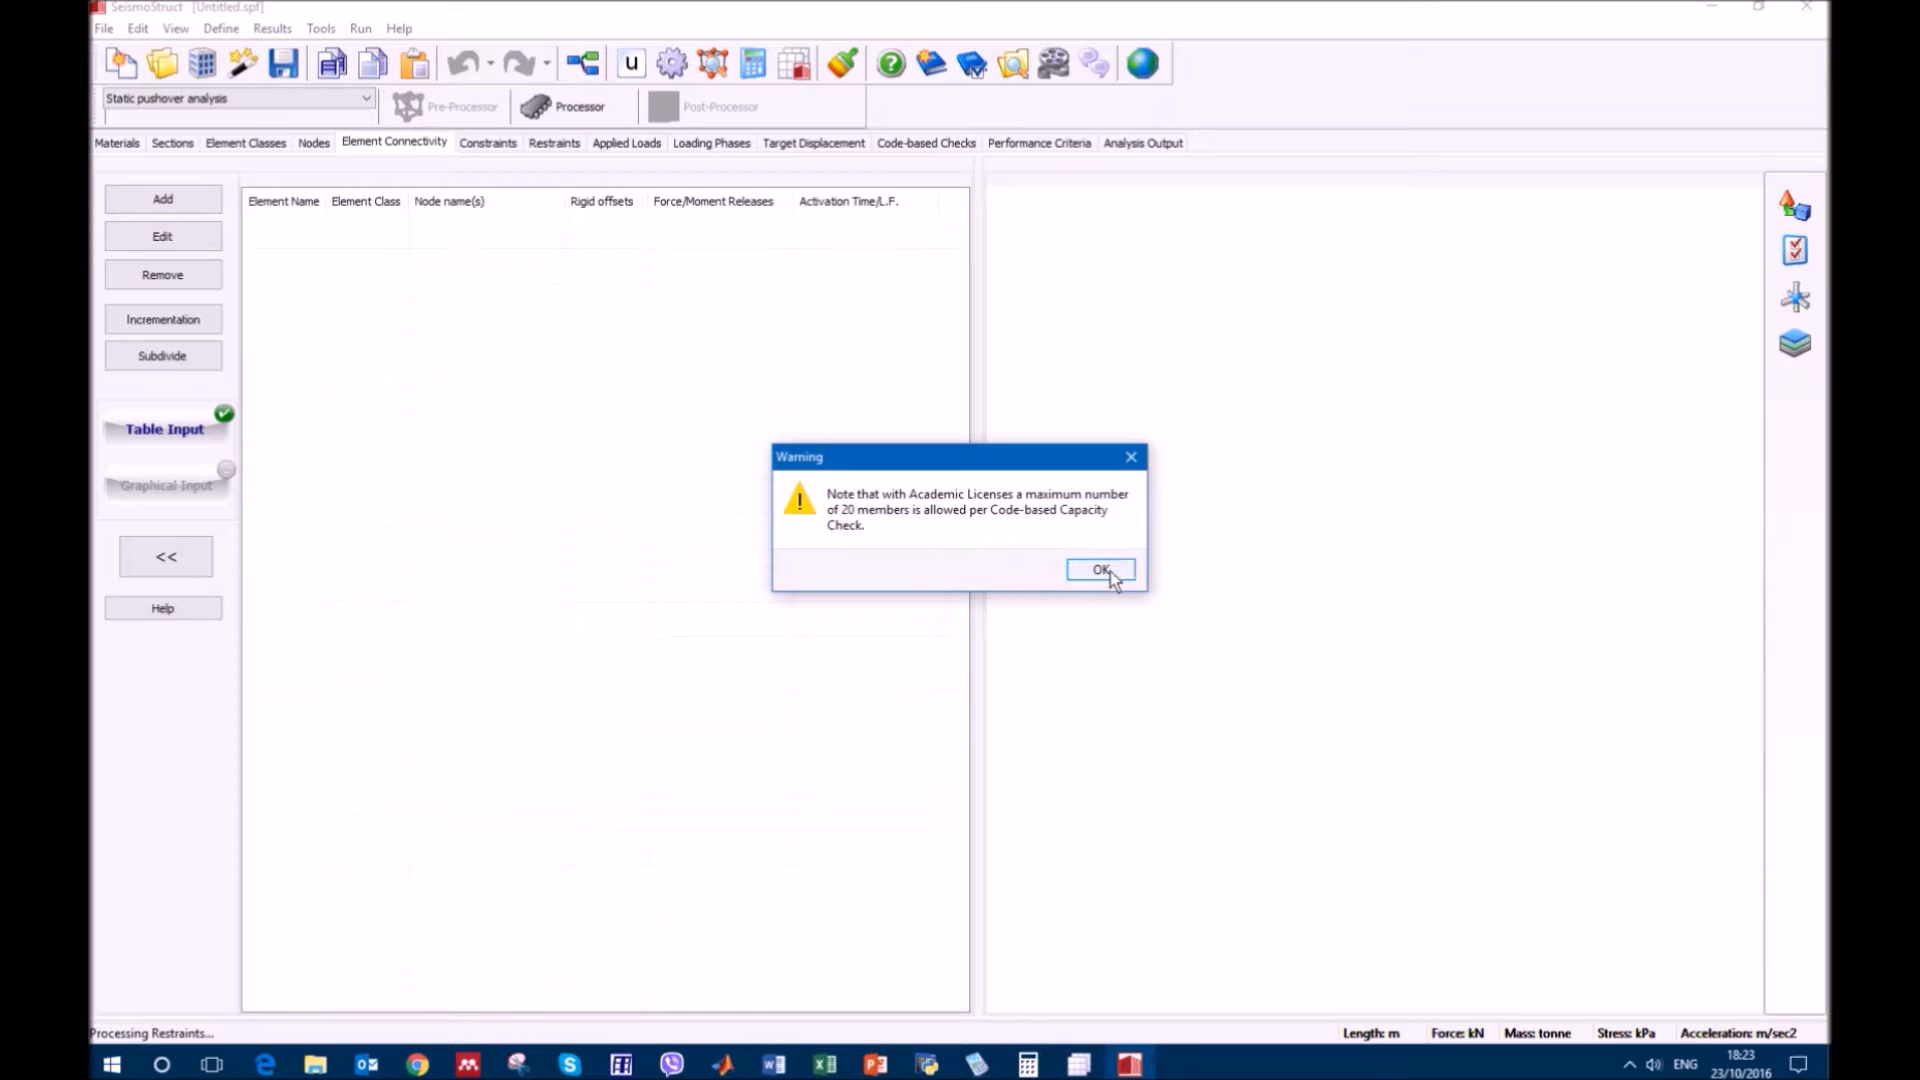 SeismoStruct [Untitled.spf]
File Edit View Define Results Tools Run Help
u
Static pushover analysis
Pre-Processor
Processor
Post-Processor
Materials Sections Element Classes Nodes Element Connectivity Constraints Restraints Applied Loads Loading Phases Target Displacement Code-based Checks Performance Criteria Analysis Output
Add
Edit
Remove
Incrementation
Subdivide
Table Input
Graphical Input
<<
Help
Element Name Element Class Node name(s) Rigid offsets Force/Moment Releases Activation Time/L.F.
Warning
Note that with Academic Licenses a maximum number
of 20 members is allowed per Code-based Capacity
Check.
OK
Processing Restraints...
Length: m Force: kN Mass: tonne Stress: kPa Acceleration: m/sec2
ENG
18:23
23/10/2016